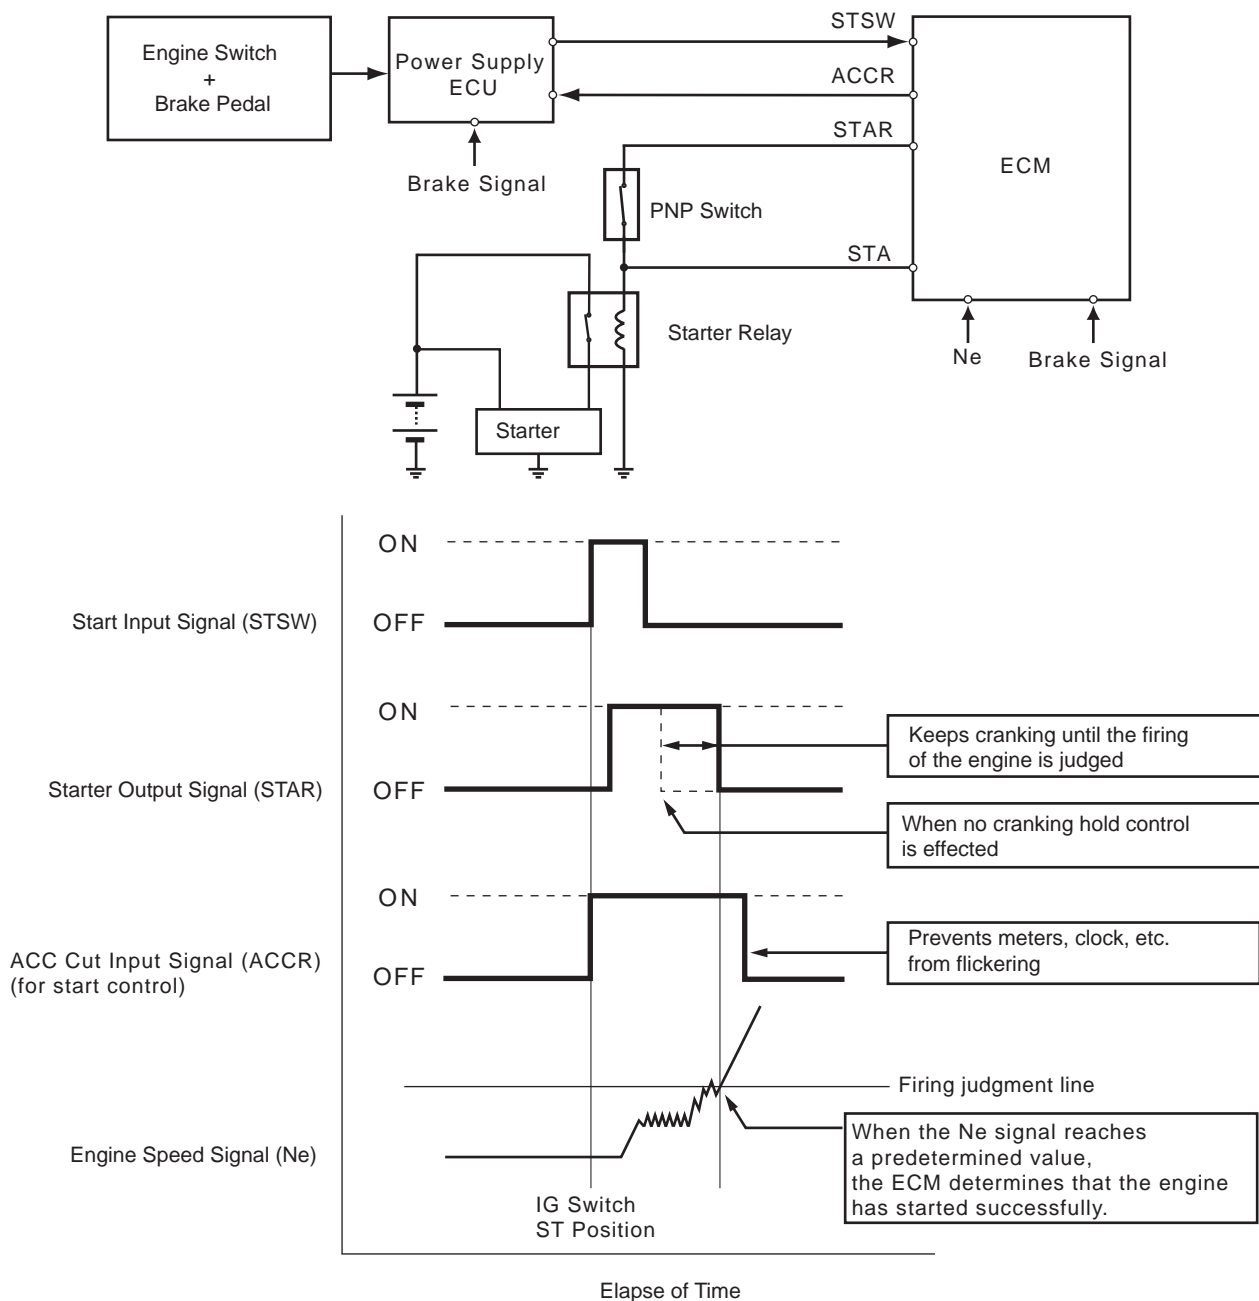 Engine Switch
+
Brake Pedal
Power Supply
ECU
STSW
ACCR
STAR
STA
ECM
Brake Signal
PNP Switch
Starter Relay
Ne
Brake Signal
Starter
ON
Start Input Signal (STSW)
OFF
ON
Starter Output Signal (STAR)
OFF
Keeps cranking until the firing
of the engine is judged
When no cranking hold control
is effected
ON
ACC Cut Input Signal (ACCR)
(for start control)
OFF
Prevents meters, clock, etc.
from flickering
Firing judgment line
Engine Speed Signal (Ne)
When the Ne signal reaches
a predetermined value,
the ECM determines that the engine
has started successfully.
IG Switch
ST Position
Elapse of Time